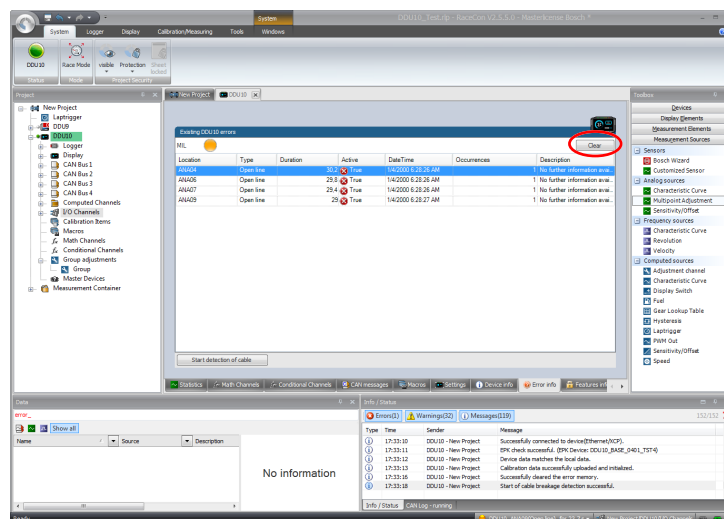 System
DDU10_Test.rdp - RaceCon V2.5.5.0 - MasterLicense Bosch *
System Logger Display Calibration/Measuring Tools Windows
DDU10 Race Mode visible Protection Sheet locked
Status Mode Project Security
Project
New Project
Laptrigger
DDU9
DDU10
Logger
Display
CAN Bus 1
CAN Bus 2
CAN Bus 3
CAN Bus 4
Computed Channels
I/O Channels
Calibration Items
Macros
Math Channels
Conditional Channels
Group adjustments
Group
Master Devices
Measurement Container
New Project DDU10
Existing DDU10 errors
MIL Clear
Location Type Duration Active DateTime Occurrences Description
ANA04 Open line 30,2 True 1/4/2000 6:28:26 AM 1 No further information avai...
ANA06 Open line 29,8 True 1/4/2000 6:28:26 AM 1 No further information avai...
ANA07 Open line 29,4 True 1/4/2000 6:28:26 AM 1 No further information avai...
ANA09 Open line 29 True 1/4/2000 6:28:27 AM 1 No further information avai...
Start detection of cable
Statistics Math Channels Conditional Channels CAN messages Macros Settings Device info Error info Features inf
Toolbox
Devices
Display Elements
Measurement Elements
Measurement Sources
Sensors
Bosch Wizard
Customized Sensor
Analog sources
Characteristic Curve
Multipoint Adjustment
Sensitivity/Offset
Frequency sources
Characteristic Curve
Revolution
Velocity
Computed sources
Adjustment channel
Characteristic Curve
Display Switch
Fuel
Gear Lookup Table
Hysteresis
Laptrigger
PWM Out
Sensitivity/Offset
Speed
Data
error_
Show all
Name Source Description
No information
Info / Status
Errors(1) Warnings(32) Messages(119) 152/152
Type Time Sender Message
17:33:10 DDU10 - New Project Successfully connected to device(Ethernet/XCP).
17:33:11 DDU10 - New Project EPK check successful. (EPK Device: DDU10_BASE_0401_TST4)
17:33:12 DDU10 - New Project Device data matches the local data.
17:33:13 DDU10 - New Project Calibration data successfully uploaded and initialized.
17:33:16 DDU10 - New Project Successfully cleared the error memory.
17:33:18 DDU10 - New Project Start of cable breakage detection successful.
Info / Status CAN Log - running
Ready